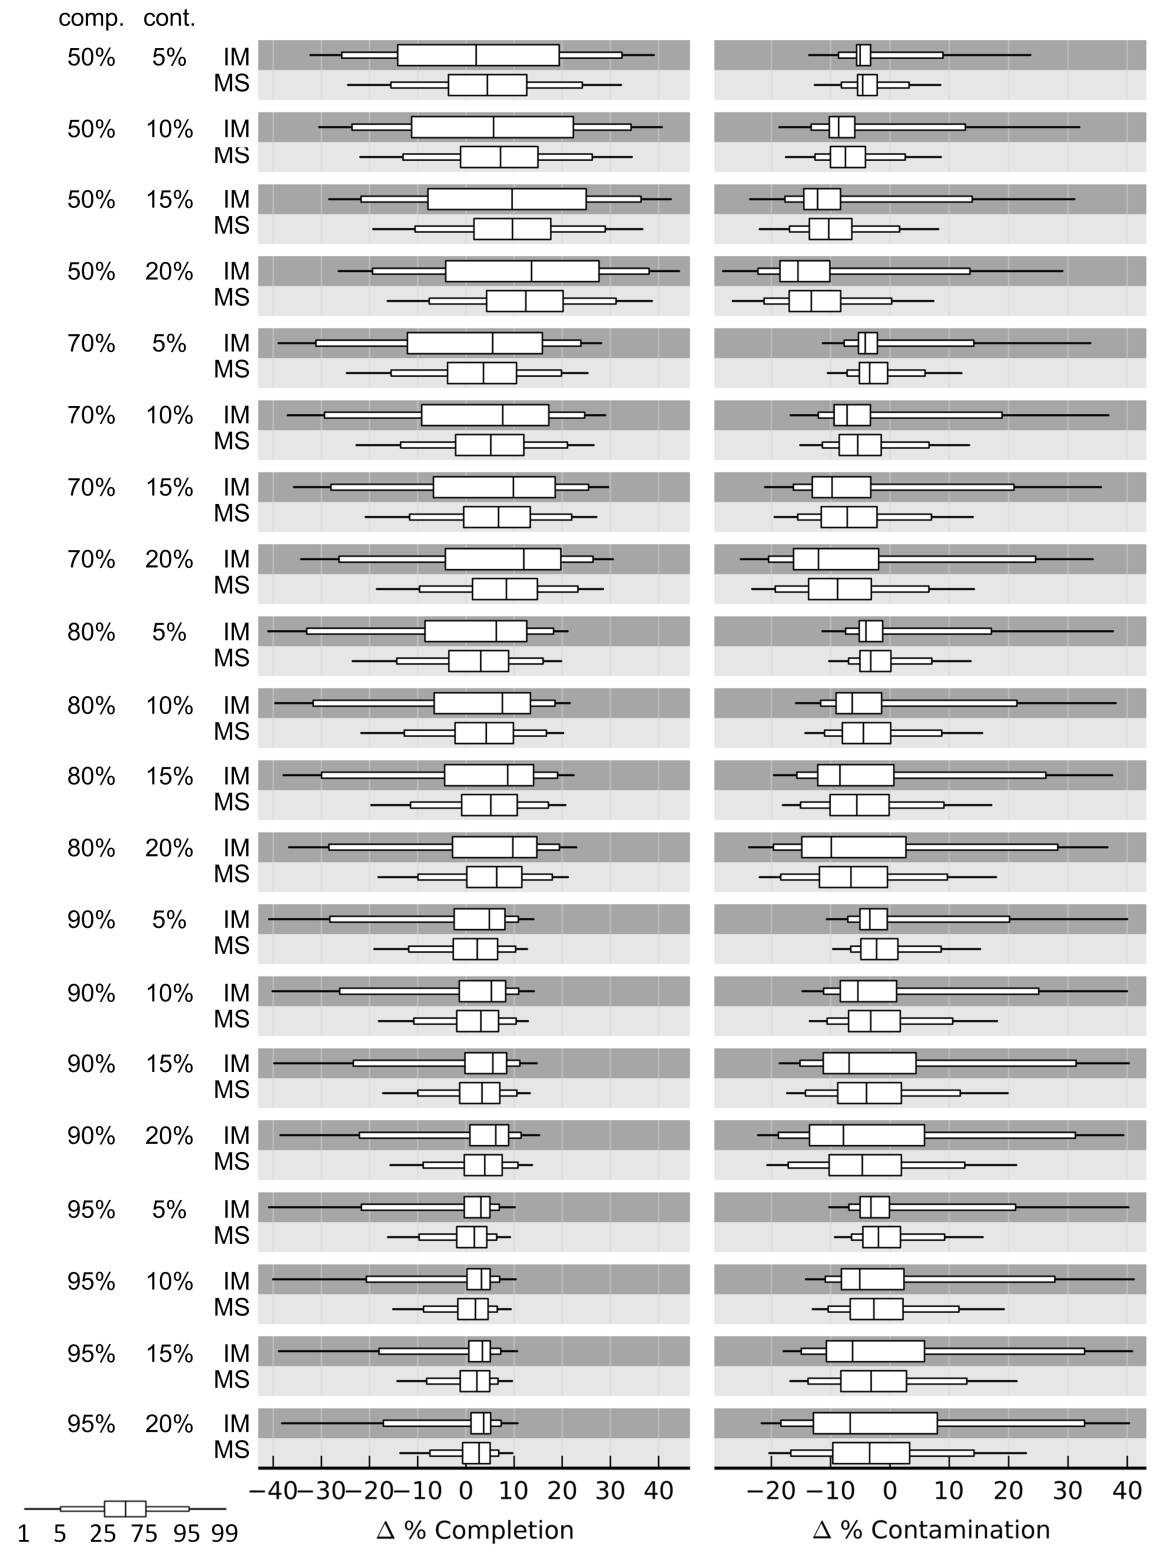 comp. cont.
50% 5% IM
MS
50% 10% IM
MS
50% 15% IM
MS
50% 20% IM
MS
70% 5% IM
MS
70% 10% IM
MS
70% 15% IM
MS
70% 20% IM
MS
80% 5% IM
MS
80% 10% IM
MS
80% 15% IM
MS
80% 20% IM
MS
90% 5% IM
MS
90% 10% IM
MS
90% 15% IM
MS
90% 20% IM
MS
95% 5% IM
MS
95% 10% IM
MS
95% 15% IM
MS
95% 20% IM
MS
−40 −30 −20 −10 0 10 20 30 40 −20 −10 0 10 20 30 40
1 5 25 75 95 99
Δ % Completion Δ % Contamination